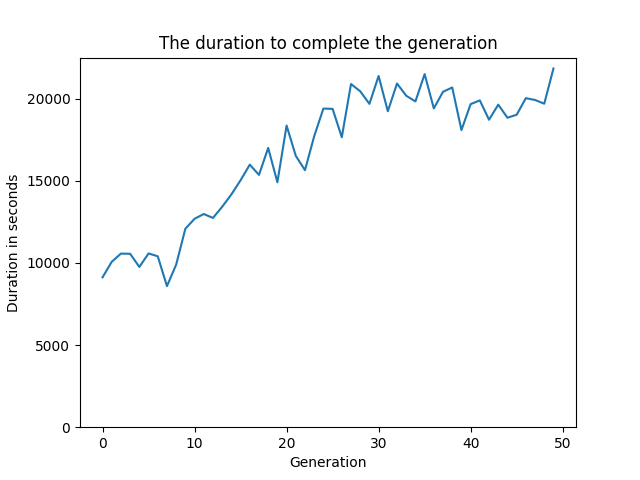 The duration to complete the generation
Duration in seconds
20000
15000
10000
5000
0
0 10 20 30 40 50
Generation